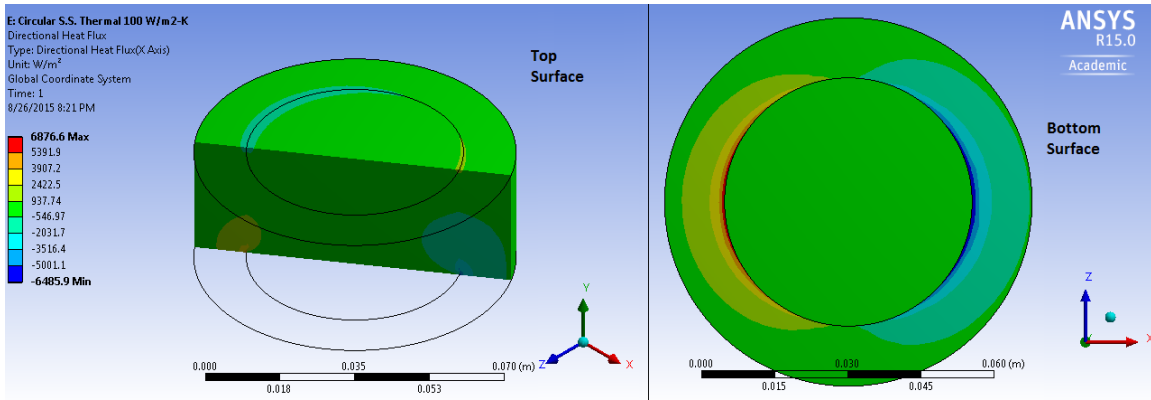 E: Circular S.S. Thermal 100 W/m2-K
Directional Heat Flux
Type: Directional Heat Flux(X Axis)
Unit: W/m²
Global Coordinate System
Time: 1
8/26/2015 8:21 PM
6876.6 Max
5391.9
3907.2
2422.5
937.74
-546.97
-2031.7
-3516.4
-5001.1
-6485.9 Min
Top
Surface
Y
Z
X
0.000
0.035
0.070 (m)
0.018
0.053
ANSYS
R15.0
Academic
Bottom
Surface
Z
Y
X
0.000
0.030
0.060 (m)
0.015
0.045